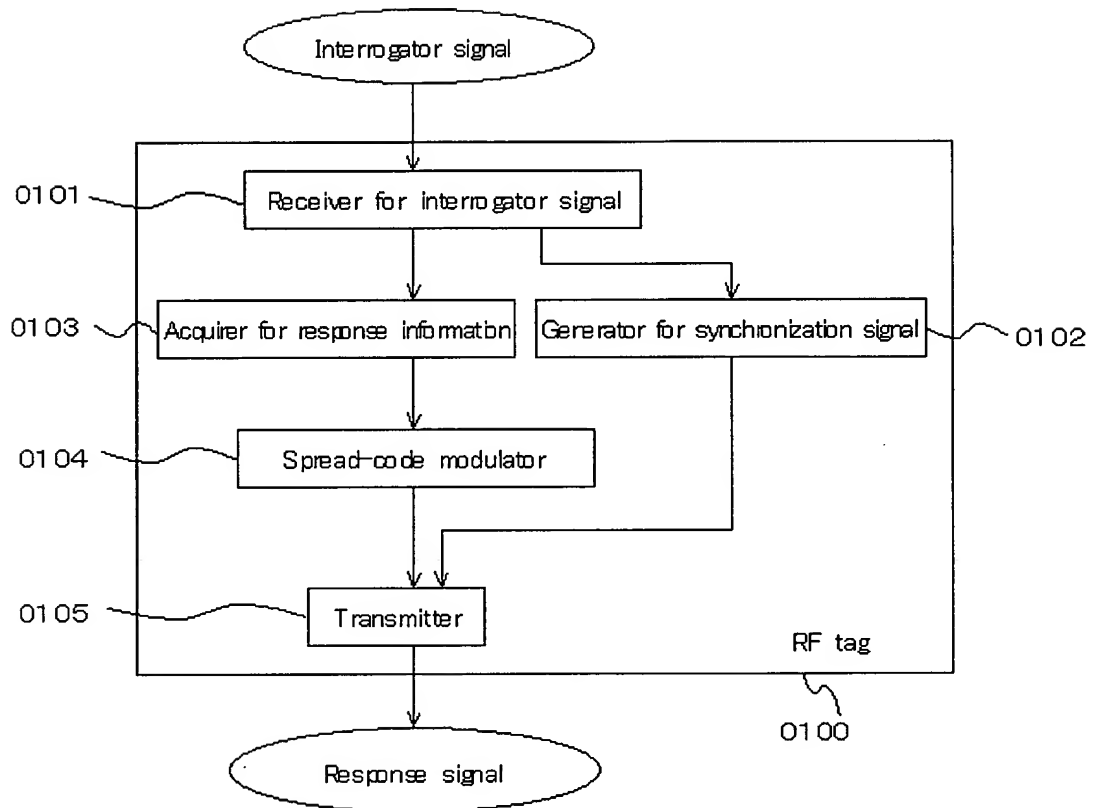 Interrogator signal
0101
Receiver for interrogator signal
0103
Acquirer for response information
Generator for synchronization signal
0102
0104
Spread-code modulator
0105
Transmitter
RF tag
0100
Response signal